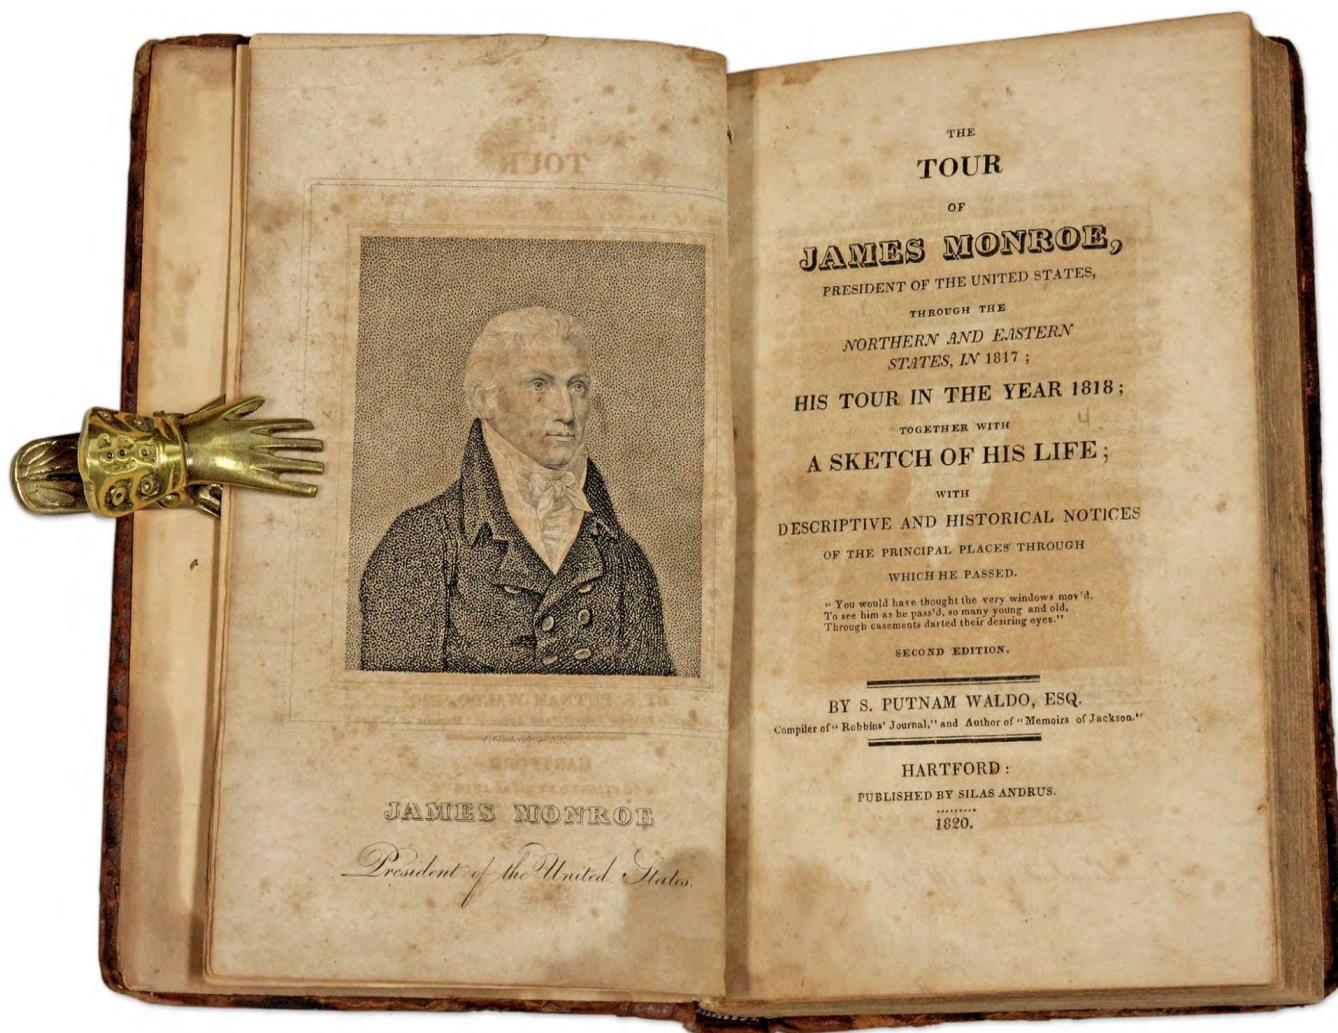 JAMES MONROE
President of the United States.
THE
TOUR
OF
JAMES MONROE,
PRESIDENT OF THE UNITED STATES,
THROUGH THE
NORTHERN AND EASTERN
STATES, IN 1817;
HIS TOUR IN THE YEAR 1818;
TOGETHER WITH
4
A SKETCH OF HIS LIFE;
WITH
DESCRIPTIVE AND HISTORICAL NOTICES
OF THE PRINCIPAL PLACES THROUGH
WHICH HE PASSED.
"You would have thought the very windows mov'd.
To see him as he pass'd, so many young and old,
Through casements darted their desiring eyes."
SECOND EDITION.
BY S. PUTNAM WALDO, ESQ.
Compiler of "Robbins' Journal," and Author of "Memoirs of Jackson."
HARTFORD:
PUBLISHED BY SILAS ANDRUS.
1820.